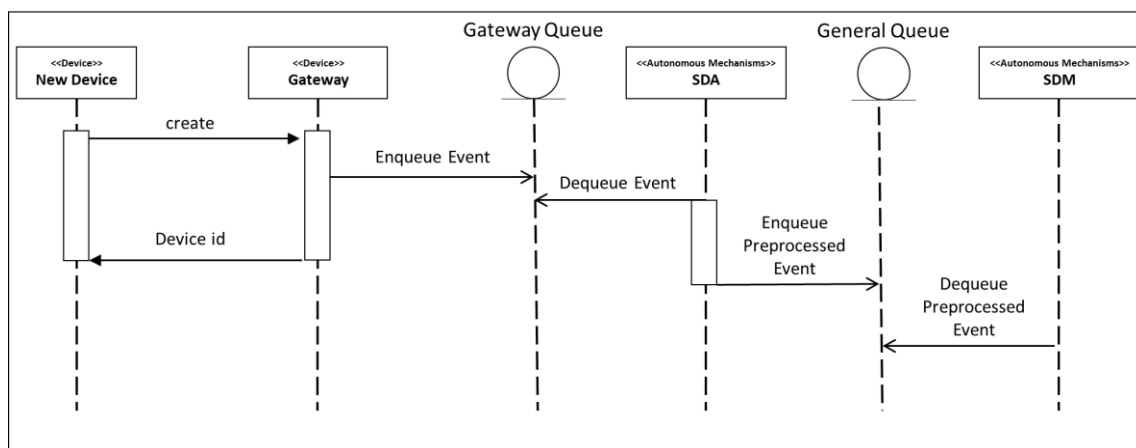 Gateway Queue
General Queue
<<Device>>
New Device
<<Device>>
Gateway
<<Autonomous Mechanisms>>
SDA
<<Autonomous Mechanisms>>
SDM
create
Enqueue Event
Dequeue Event
Device id
Enqueue
Preprocessed
Event
Dequeue
Preprocessed
Event